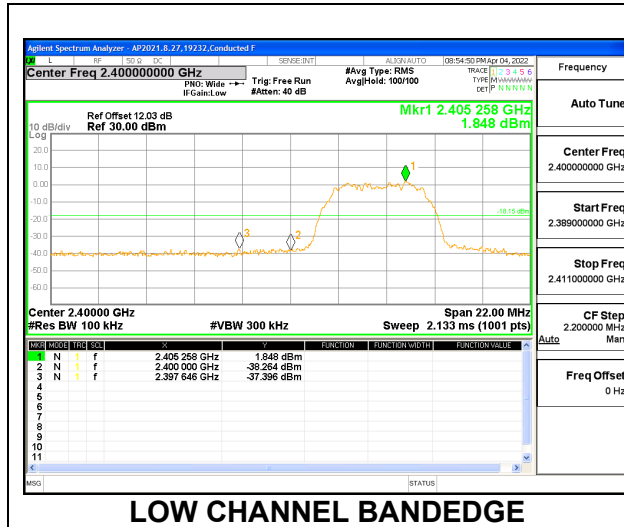 Agilent Spectrum Analyzer - AP2021.8.27,19232,Conducted F
L RF 50 Ω DC SENSE:INT ALIGN AUTO 08:54:50 PM Apr 04, 2022
Center Freq 2.400000000 GHz #Avg Type: RMS TRACE 1 2 3 4 5 6
PNO: Wide Trig: Free Run Avg|Hold: 100/100 TYPE M
IFGain:Low #Atten: 40 dB DET P N N N N N
Frequency
Auto Tune
Center Freq
2.400000000 GHz
Start Freq
2.389000000 GHz
Stop Freq
2.411000000 GHz
CF Step
2.200000 MHz
Auto Man
Freq Offset
0 Hz
Mkr1 2.405 258 GHz
1.848 dBm
Ref Offset 12.03 dB
10 dB/div Ref 30.00 dBm
Log
20.0
10.0
0.00
-10.0
-20.0
-30.0
-40.0
-50.0
-60.0
1
2
3
-18.15 dBm
Center 2.40000 GHz Span 22.00 MHz
#Res BW 100 kHz #VBW 300 kHz Sweep 2.133 ms (1001 pts)
MKR MODE TRC SCL X Y FUNCTION FUNCTION WIDTH FUNCTION VALUE
1 N 1 f 2.405 258 GHz 1.848 dBm
2 N 1 f 2.400 000 GHz -38.264 dBm
3 N 1 f 2.397 646 GHz -37.396 dBm
4
5
6
7
8
9
10
11
MSG STATUS
LOW CHANNEL BANDEDGE